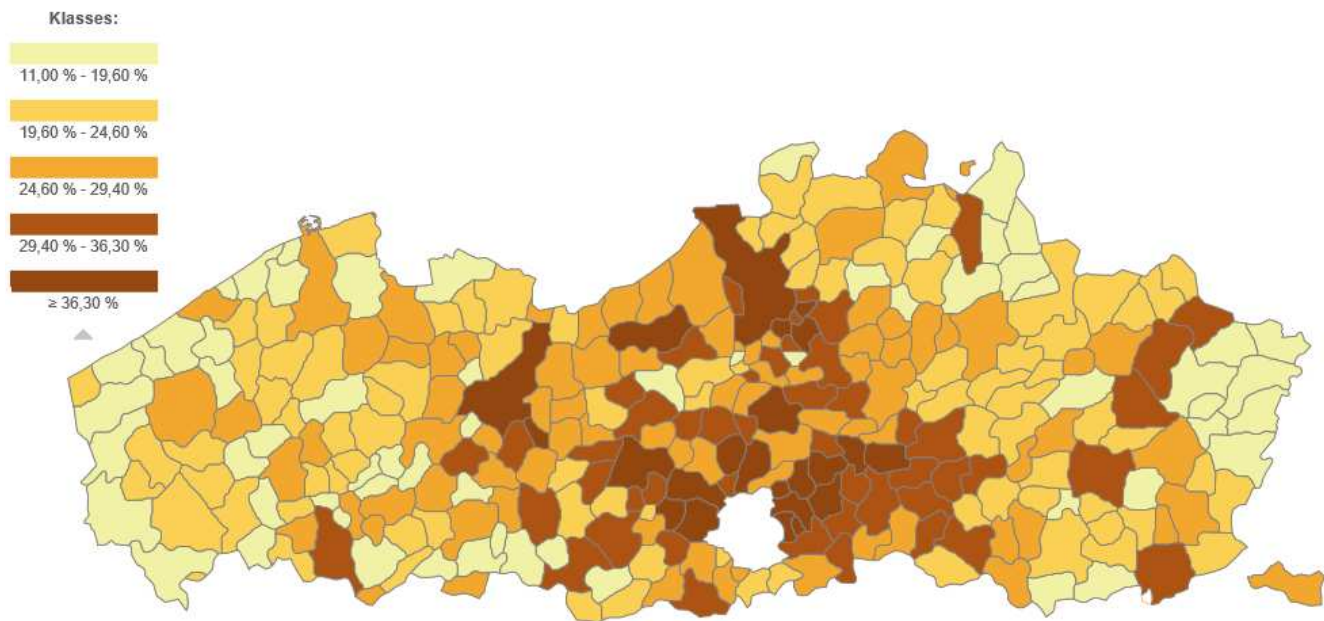 Klasses:
11,00 % - 19,60 %
19,60 % - 24,60 %
24,60 % - 29,40 %
29,40 % - 36,30 %
≥ 36,30 %